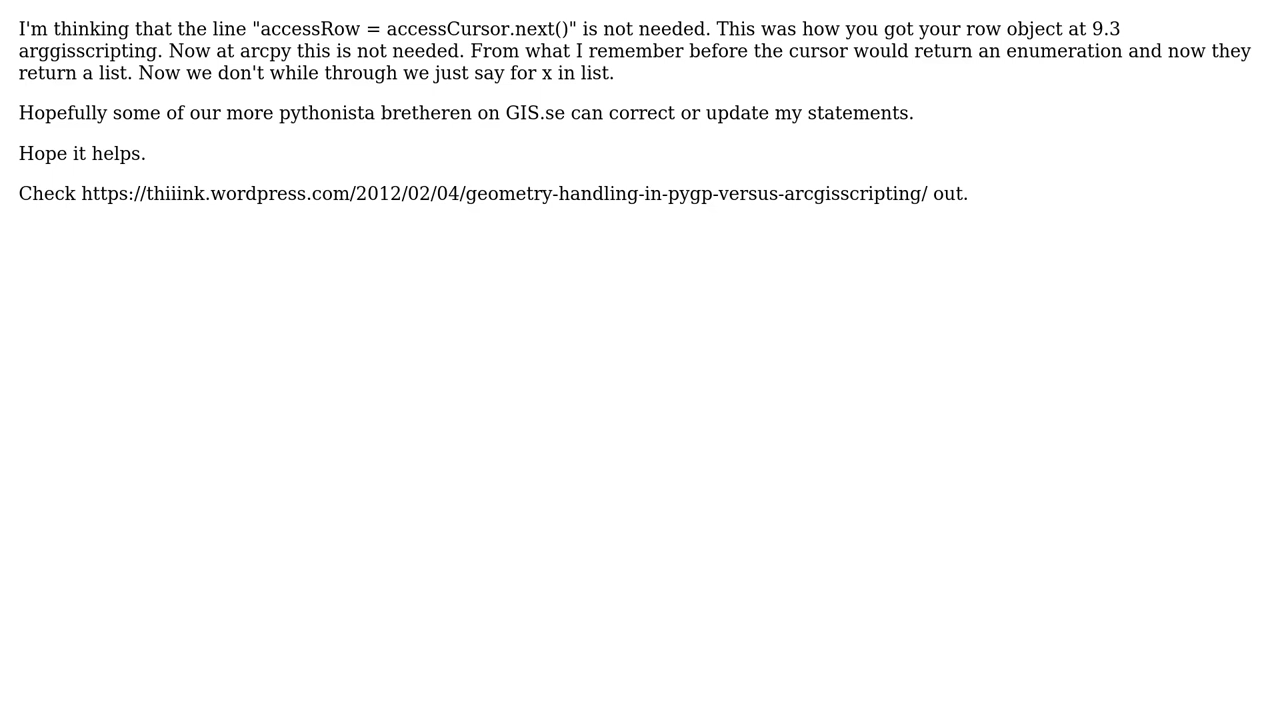 I'm thinking that the line "accessRow = accessCursor.next()" is not needed. This was how you got your row object at 9.3
arggisscripting. Now at arcpy this is not needed. From what I remember before the cursor would return an enumeration and now they
return a list. Now we don't while through we just say for x in list.
Hopefully some of our more pythonista bretheren on GIS.se can correct or update my statements.
Hope it helps.
Check https://thiiink.wordpress.com/2012/02/04/geometry-handling-in-pygp-versus-arcgisscripting/ out.